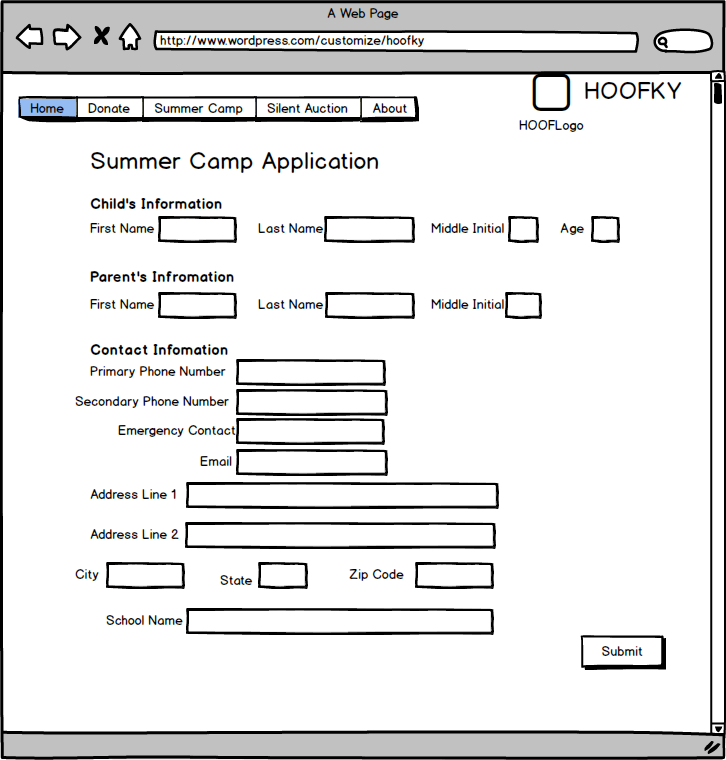 A Web Page
http://www.wordpress.com/customize/hoofky
HOOFKY
Home Donate Summer Camp Silent Auction About
HOOFLogo
Summer Camp Application
Child's Information
First Name Last Name Middle Initial Age
Parent's Infromation
First Name Last Name Middle Initial
Contact Infomation
Primary Phone Number
Secondary Phone Number
Emergency Contact
Email
Address Line 1
Address Line 2
City State Zip Code
School Name
Submit